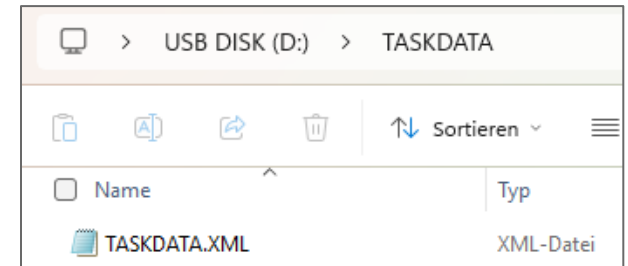 > USB DISK (D:) > TASKDATA
Sortieren
Name Typ
TASKDATA.XML XML-Datei